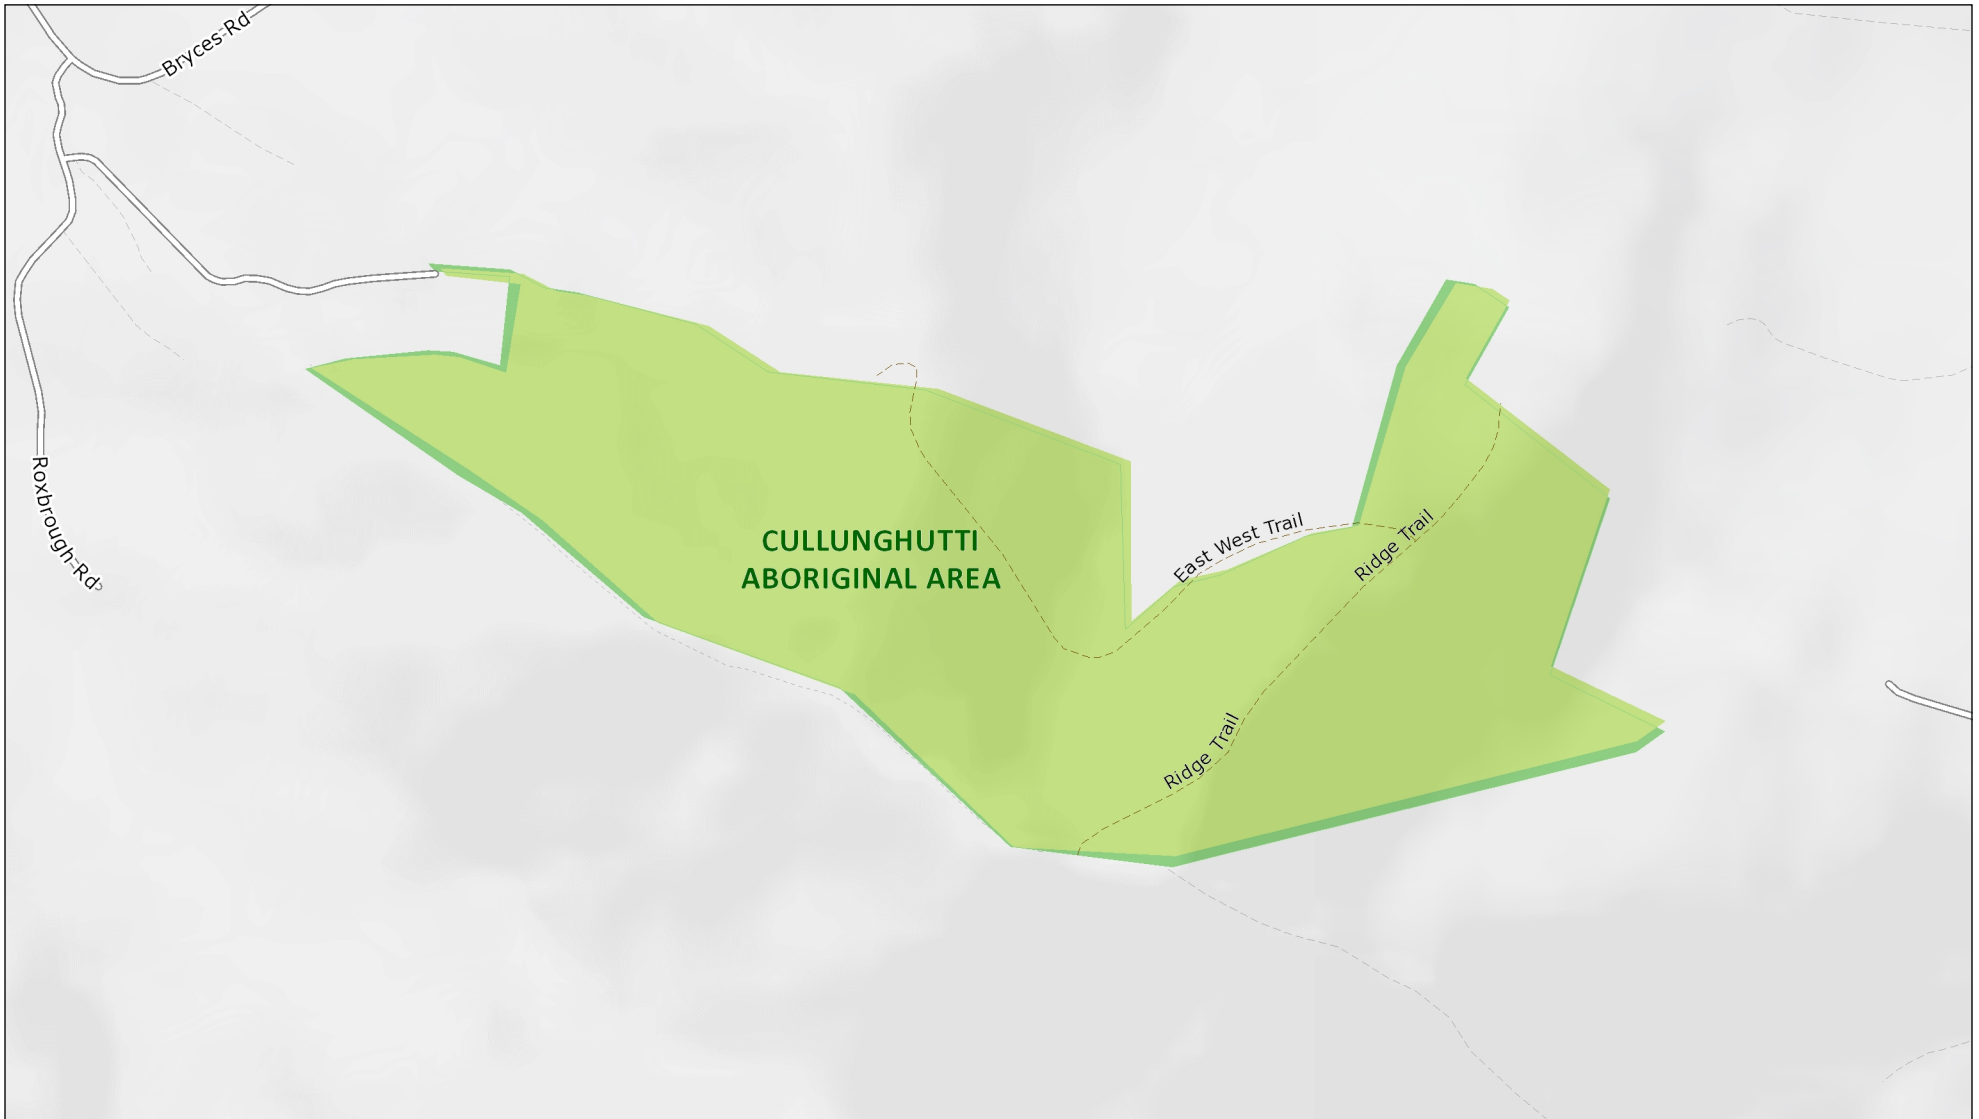 Bryces Rd
Roxbrough Rd
CULLUNGHUTTI
ABORIGINAL AREA
East West Trail
Ridge Trail
Ridge Trail